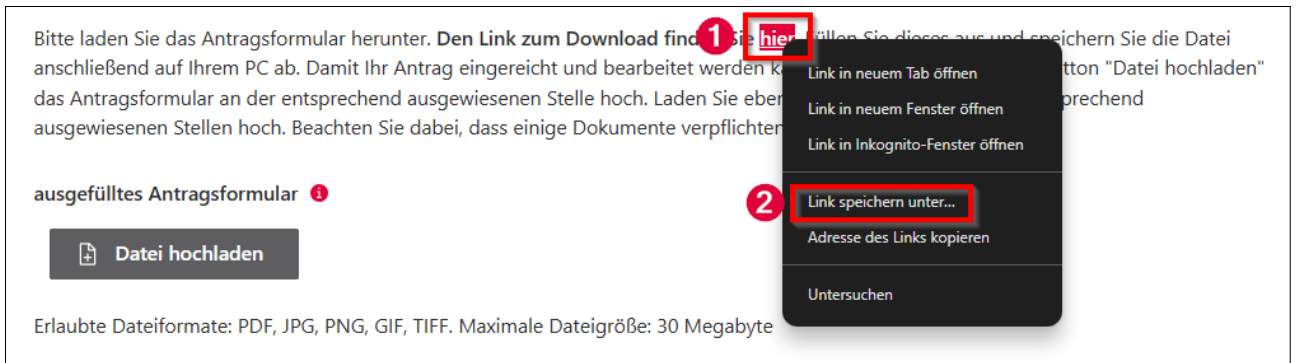 Bitte laden Sie das Antragsformular herunter. Den Link zum Download find 1 ie hier üllen Sie dieses aus und speichern Sie die Datei
anschließend auf Ihrem PC ab. Damit Ihr Antrag eingereicht und bearbeitet werden ka tton "Datei hochladen"
das Antragsformular an der entsprechend ausgewiesenen Stelle hoch. Laden Sie eber prechend
ausgewiesenen Stellen hoch. Beachten Sie dabei, dass einige Dokumente verpflichten
Link in neuem Tab öffnen
Link in neuem Fenster öffnen
Link in Inkognito-Fenster öffnen
2 Link speichern unter...
Adresse des Links kopieren
Untersuchen
ausgefülltes Antragsformular i
Datei hochladen
Erlaubte Dateiformate: PDF, JPG, PNG, GIF, TIFF. Maximale Dateigröße: 30 Megabyte